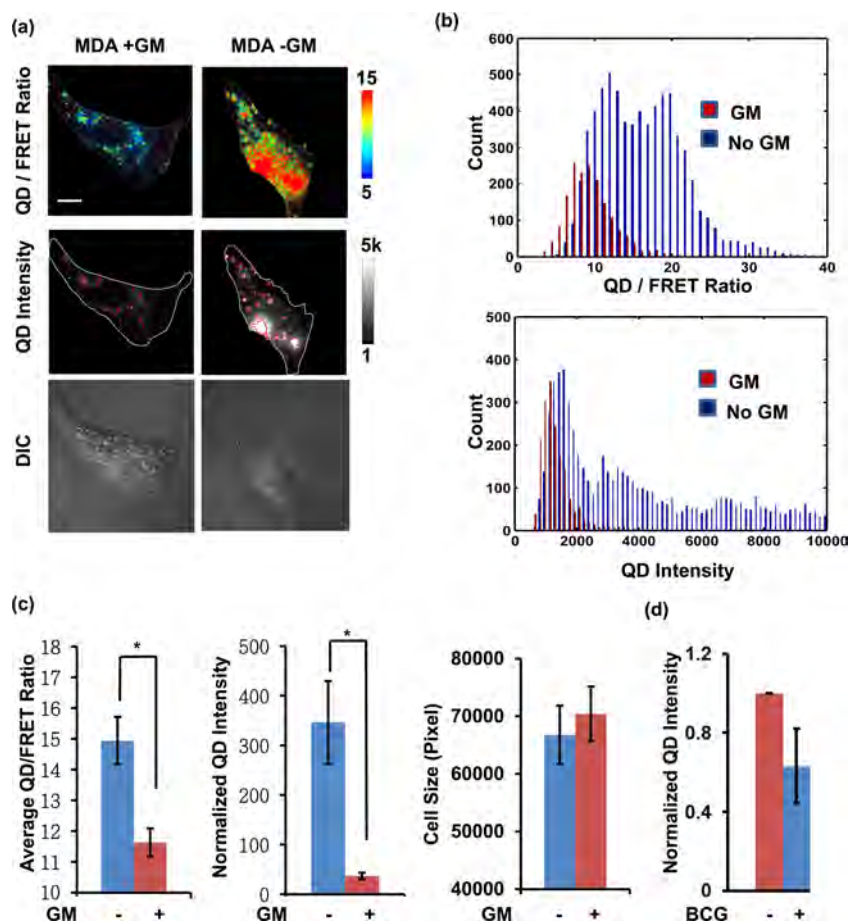 (a)
MDA +GM
MDA -GM
QD / FRET Ratio
15
5
QD Intensity
5k
1
DIC
(b)
600
500
400
300
200
100
0
Count
GM
No GM
0
10
20
30
40
QD / FRET Ratio
500
400
300
200
100
0
Count
GM
No GM
0
2000
4000
6000
8000
10000
QD Intensity
(c)
18
17
16
15
14
13
12
11
10
Average QD/FRET Ratio
*
GM - +
500
400
300
200
100
00
Normalized QD Intensity
*
- +
80000
70000
60000
50000
40000
Cell Size (Pixel)
GM - +
(d)
1.2
0.8
0.4
0
Normalized QD Intensity
BCG - +